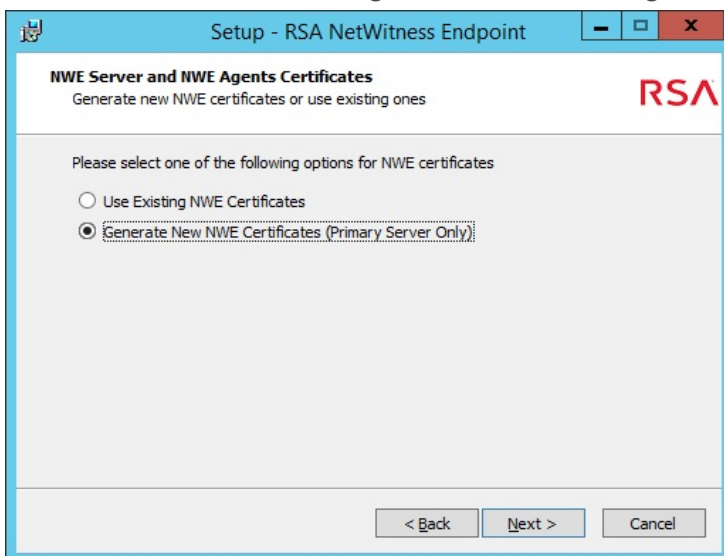 Setup - RSA NetWitness Endpoint
NWE Server and NWE Agents Certificates
Generate new NWE certificates or use existing ones
RSA
Please select one of the following options for NWE certificates
Use Existing NWE Certificates
Generate New NWE Certificates (Primary Server Only)
< Back Next > Cancel